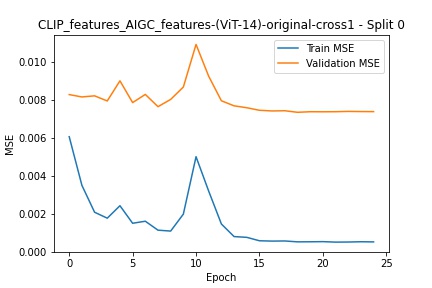 CLIP_features_AIGC_features-(ViT-14)-original-cross1 - Split 0
Train MSE
Validation MSE
MSE
0.010
0.008
0.006
0.004
0.002
0.000
0
5
10
15
20
25
Epoch